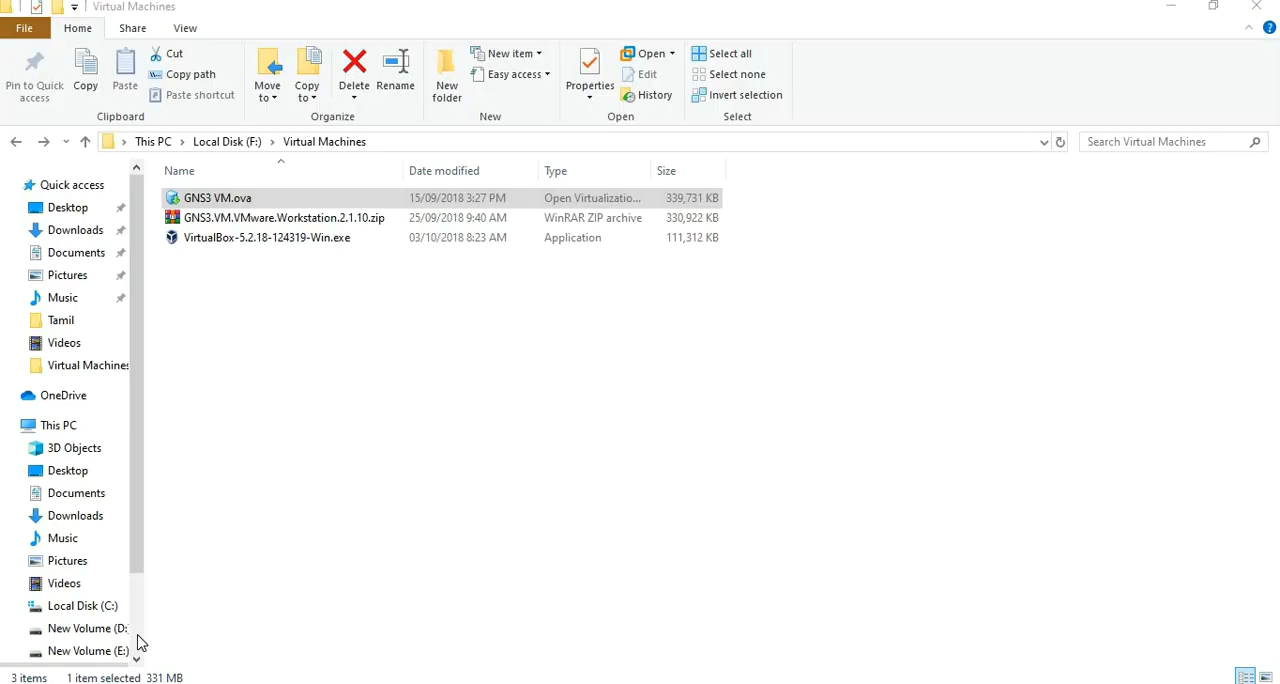 Virtual Machines
File Home Share View
Pin to Quick access
Copy
Paste
Cut
Copy path
Paste shortcut
Clipboard
Move to
Copy to
Delete
Rename
Organize
New folder
New item
Easy access
New
Properties
Open
Edit
History
Open
Select all
Select none
Invert selection
Select
This PC › Local Disk (F:) › Virtual Machines
Search Virtual Machines
Name Date modified Type Size
GNS3 VM.ova 15/09/2018 3:27 PM Open Virtualizatio... 339,731 KB
GNS3.VM.VMware.Workstation.2.1.10.zip 25/09/2018 9:40 AM WinRAR ZIP archive 330,922 KB
VirtualBox-5.2.18-124319-Win.exe 03/10/2018 8:23 AM Application 111,312 KB
Quick access
Desktop
Downloads
Documents
Pictures
Music
Tamil
Videos
Virtual Machines
OneDrive
This PC
3D Objects
Desktop
Documents
Downloads
Music
Pictures
Videos
Local Disk (C:)
New Volume (D:
New Volume (E:)
3 items 1 item selected 331 MB